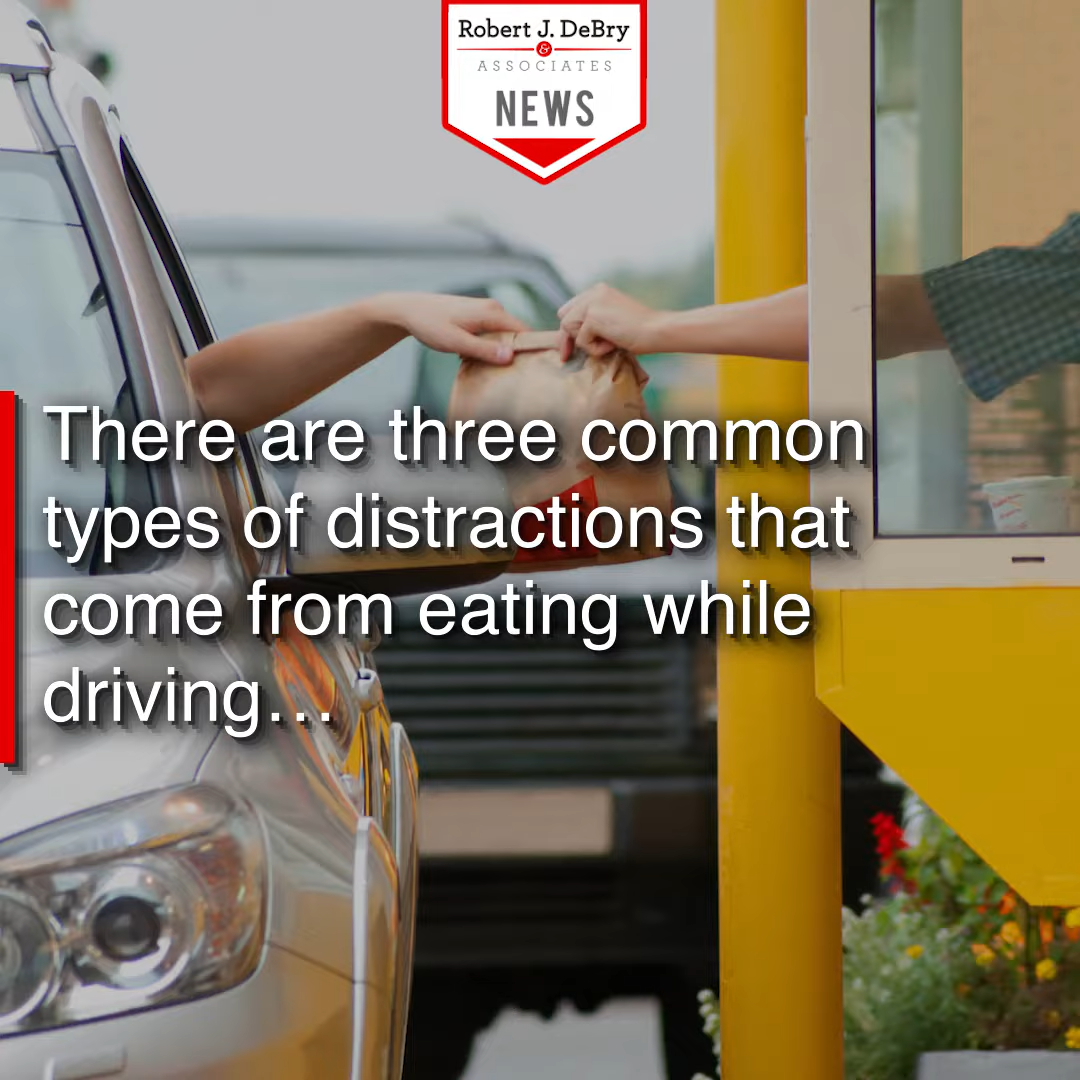 Robert J. DeBry
&
ASSOCIATES
NEWS
There are three common
types of distractions that
come from eating while
driving…